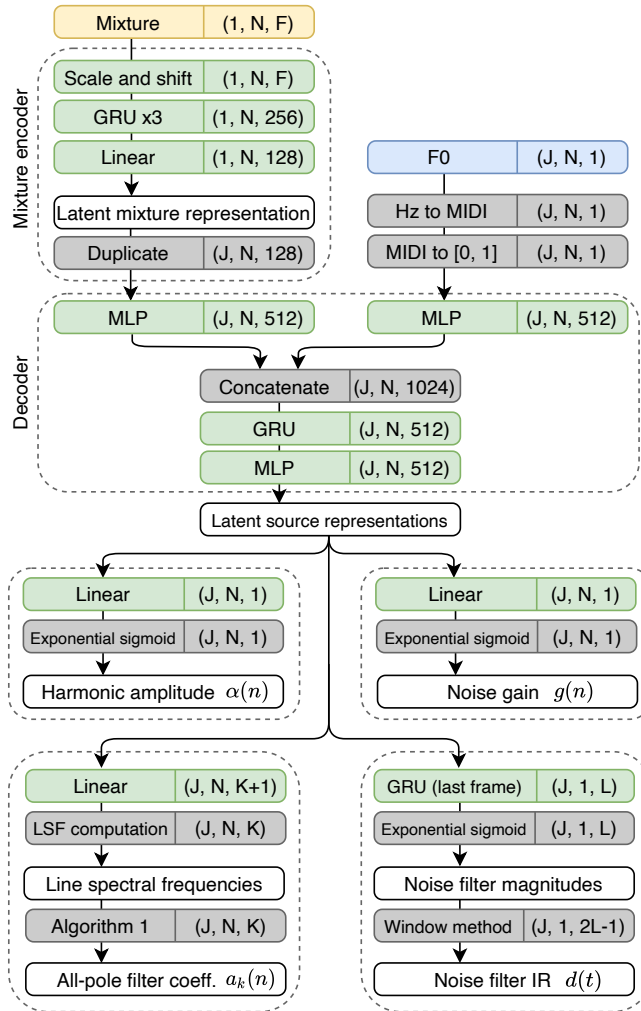 Mixture (1, N, F)
Mixture encoder
Scale and shift (1, N, F)
GRU x3 (1, N, 256)
Linear (1, N, 128)
Latent mixture representation
Duplicate (J, N, 128)
F0 (J, N, 1)
Hz to MIDI (J, N, 1)
MIDI to [0, 1] (J, N, 1)
Decoder
MLP (J, N, 512)
MLP (J, N, 512)
Concatenate (J, N, 1024)
GRU (J, N, 512)
MLP (J, N, 512)
Latent source representations
Linear (J, N, 1)
Exponential sigmoid (J, N, 1)
Harmonic amplitude α(n)
Linear (J, N, 1)
Exponential sigmoid (J, N, 1)
Noise gain g(n)
Linear (J, N, K+1)
LSF computation (J, N, K)
Line spectral frequencies
Algorithm 1 (J, N, K)
All-pole filter coeff. a_k(n)
GRU (last frame) (J, 1, L)
Exponential sigmoid (J, 1, L)
Noise filter magnitudes
Window method (J, 1, 2L-1)
Noise filter IR d(t)